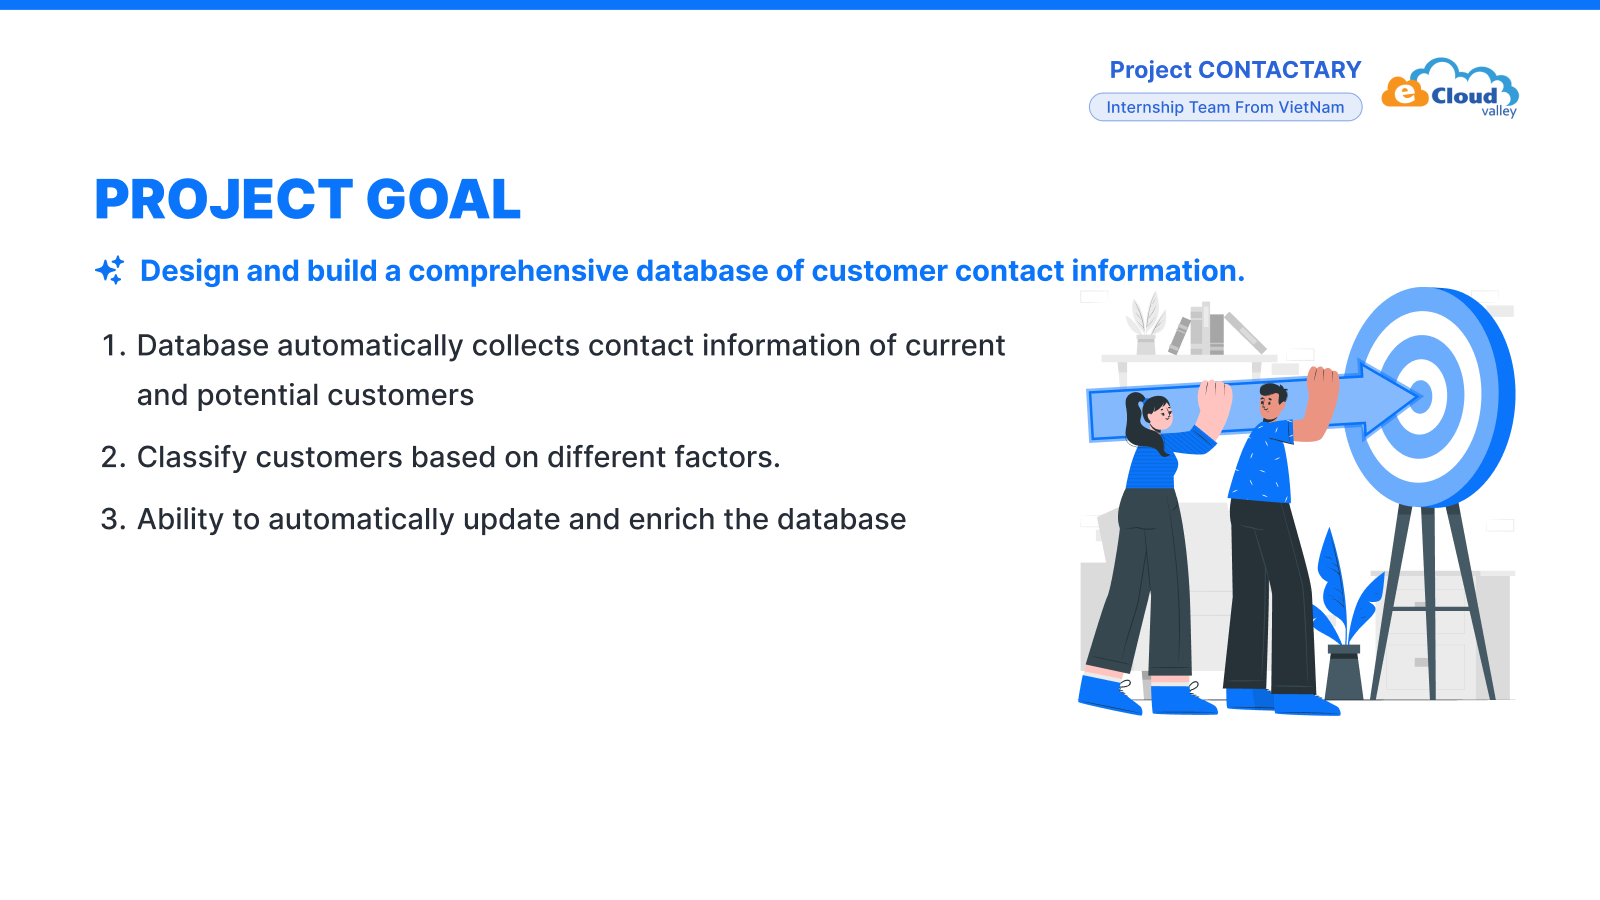 Project CONTACTARY
Internship Team From VietNam
e Cloud
valley
PROJECT GOAL
Design and build a comprehensive database of customer contact information.
1. Database automatically collects contact information of current
and potential customers
2. Classify customers based on different factors.
3. Ability to automatically update and enrich the database